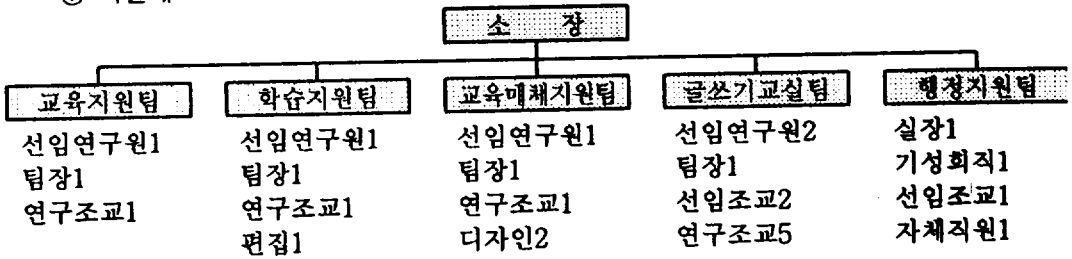 소 장
교육지원팀 학습지원팀 교육매체지원팀 글쓰기교실팀 행정지원팀
선임연구원1 선임연구원1 선임연구원1 선임연구원2 실장1
팀장1 팀장1 팀장1 팀장1 기성회직1
연구조교1 연구조교1 연구조교1 선임조교2 선임조교1
편집1 디자인2 연구조교5 자체직원1